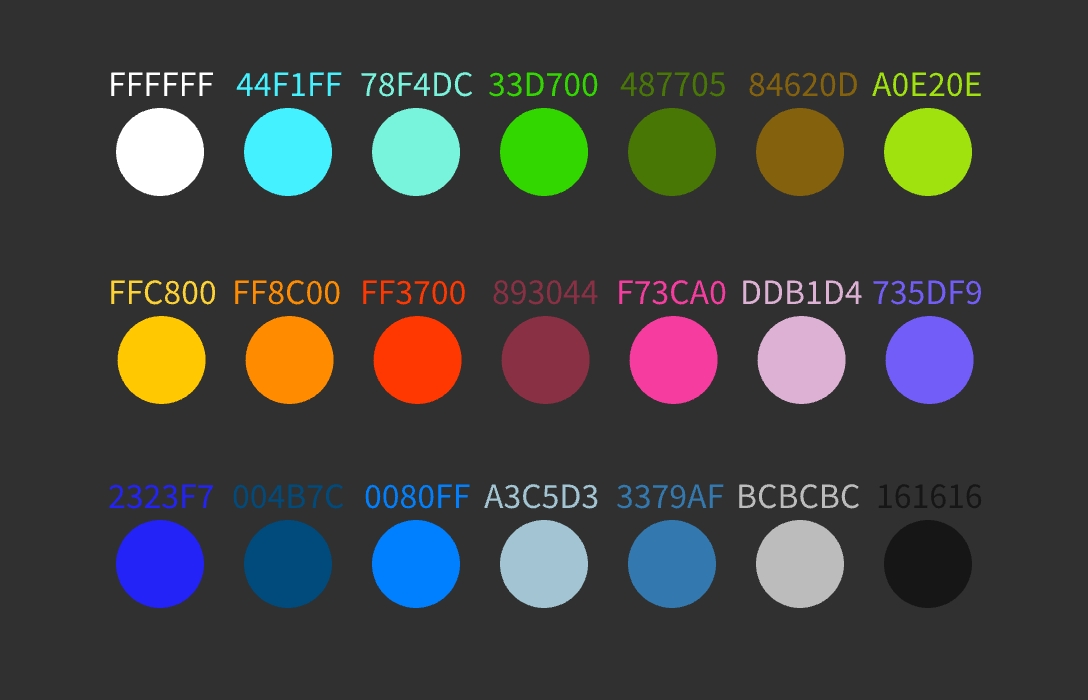 FFFFFF 44F1FF 78F4DC 33D700 487705 84620D A0E20E
FFC800 FF8C00 FF3700 893044 F73CA0 DDB1D4 735DF9
2323F7 004B7C 0080FF A3C5D3 3379AF BCBCBC 161616